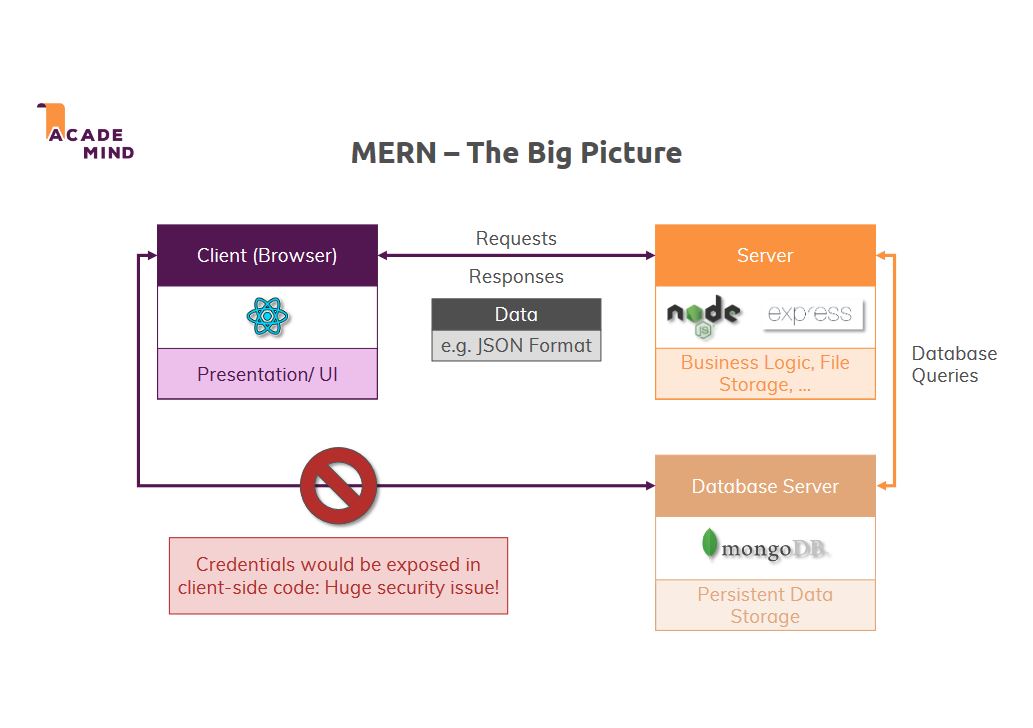 ACADE
MIND
MERN – The Big Picture
Client (Browser)
Presentation/ UI
Requests
Responses
Data
e.g. JSON Format
Server
node
JS
express
Business Logic, File
Storage, ...
Database
Queries
Database Server
mongoDB
Persistent Data
Storage
Credentials would be exposed in
client-side code: Huge security issue!